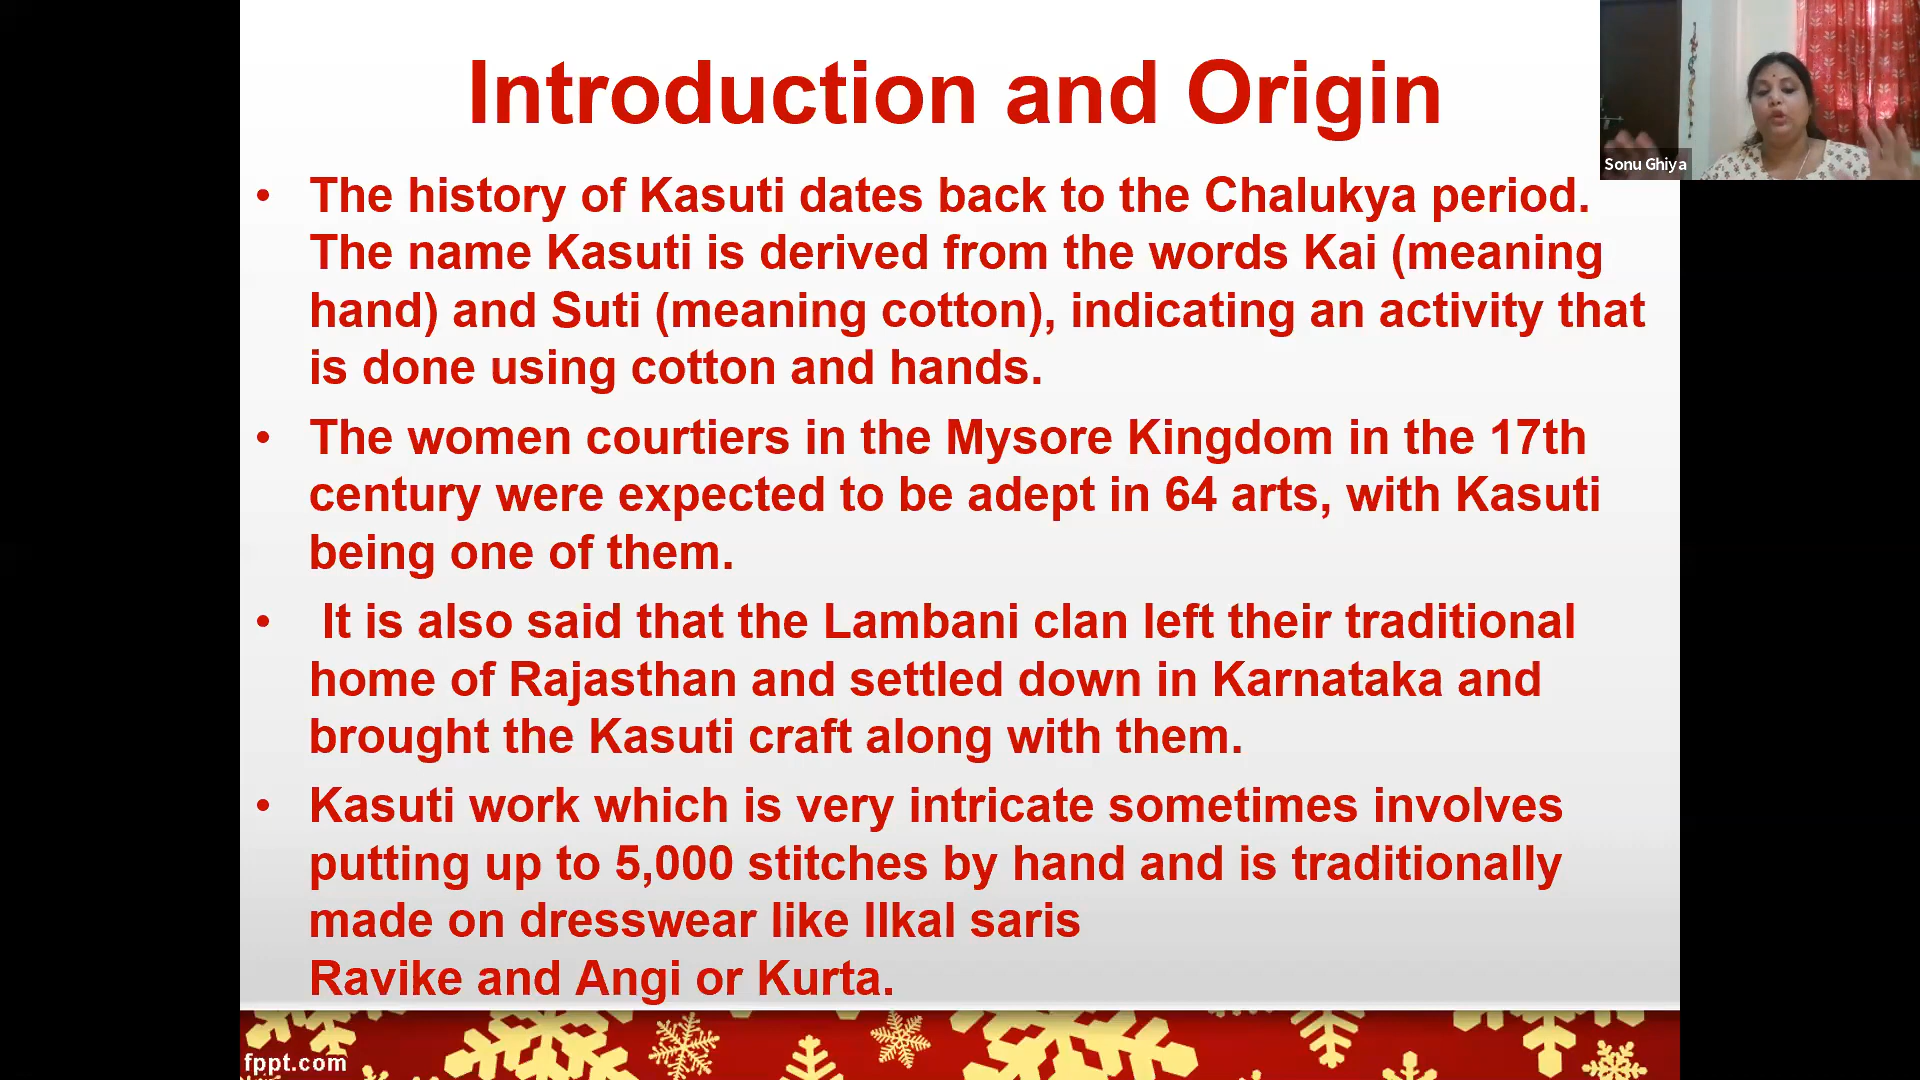 Introduction and Origin
Sonu Ghiya
• The history of Kasuti dates back to the Chalukya period.
The name Kasuti is derived from the words Kai (meaning
hand) and Suti (meaning cotton), indicating an activity that
is done using cotton and hands.
• The women courtiers in the Mysore Kingdom in the 17th
century were expected to be adept in 64 arts, with Kasuti
being one of them.
• It is also said that the Lambani clan left their traditional
home of Rajasthan and settled down in Karnataka and
brought the Kasuti craft along with them.
• Kasuti work which is very intricate sometimes involves
putting up to 5,000 stitches by hand and is traditionally
made on dresswear like Ilkal saris
Ravike and Angi or Kurta.
fppt.com